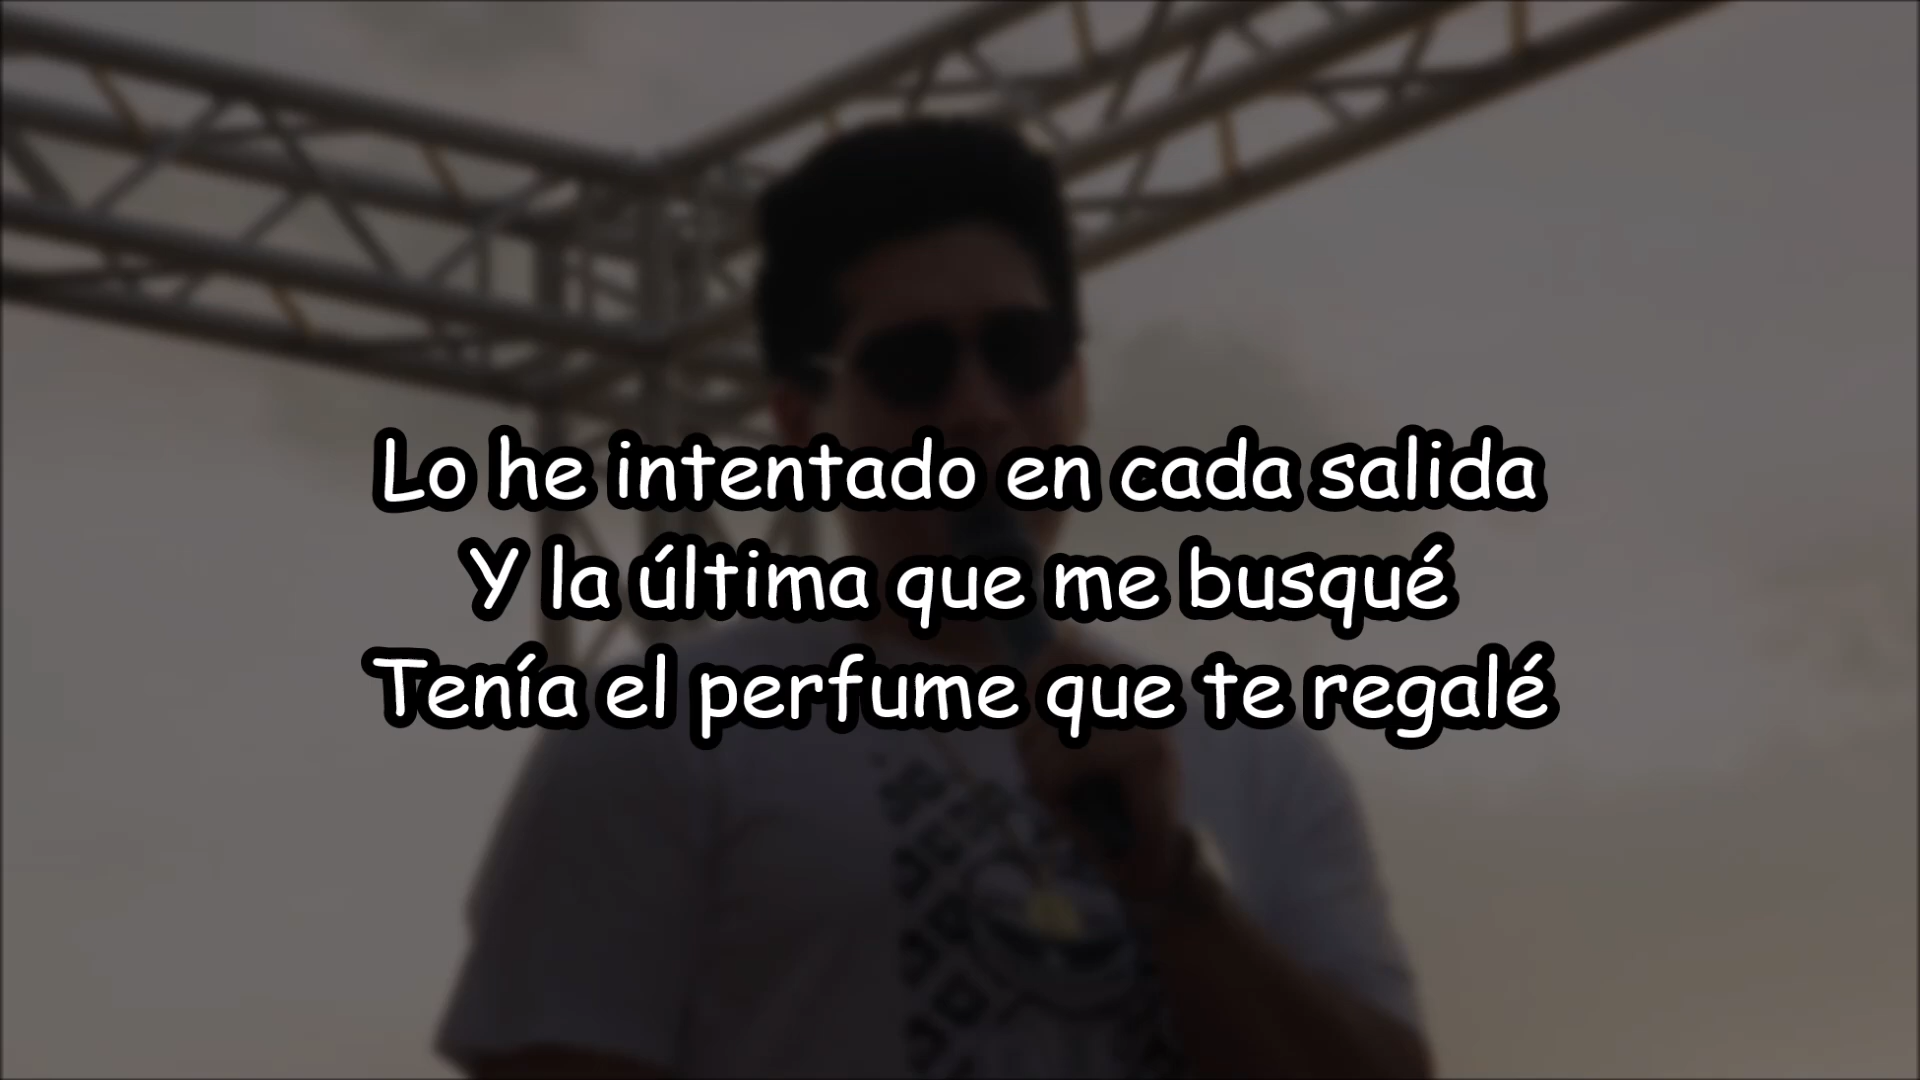 Lo he intentado en cada salida
Y la última que me busqué
Tenía el perfume que te regalé